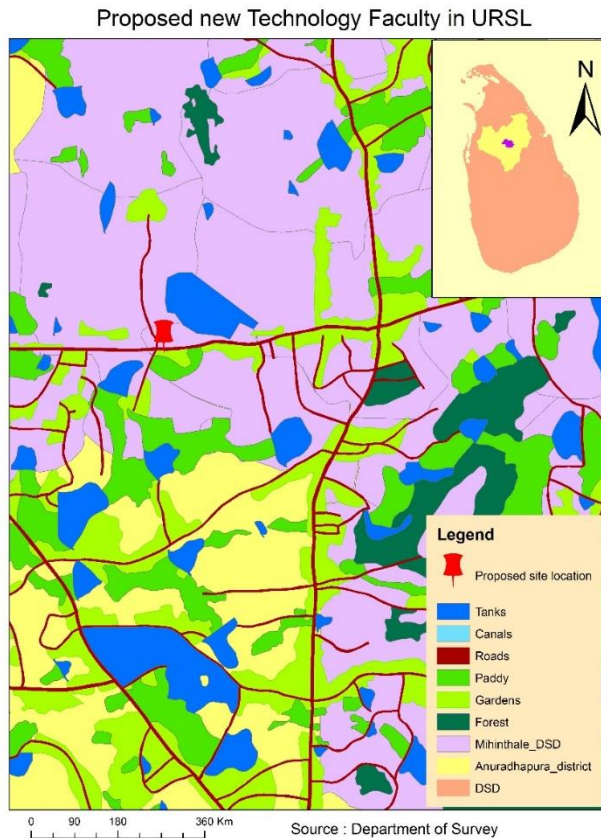 Proposed new Technology Faculty in URSL
N
Legend
Proposed site location
Tanks
Canals
Roads
Paddy
Gardens
Forest
Mihinthale_DSD
Anuradhapura_district
DSD
0 90 180 360 Km
Source : Department of Survey